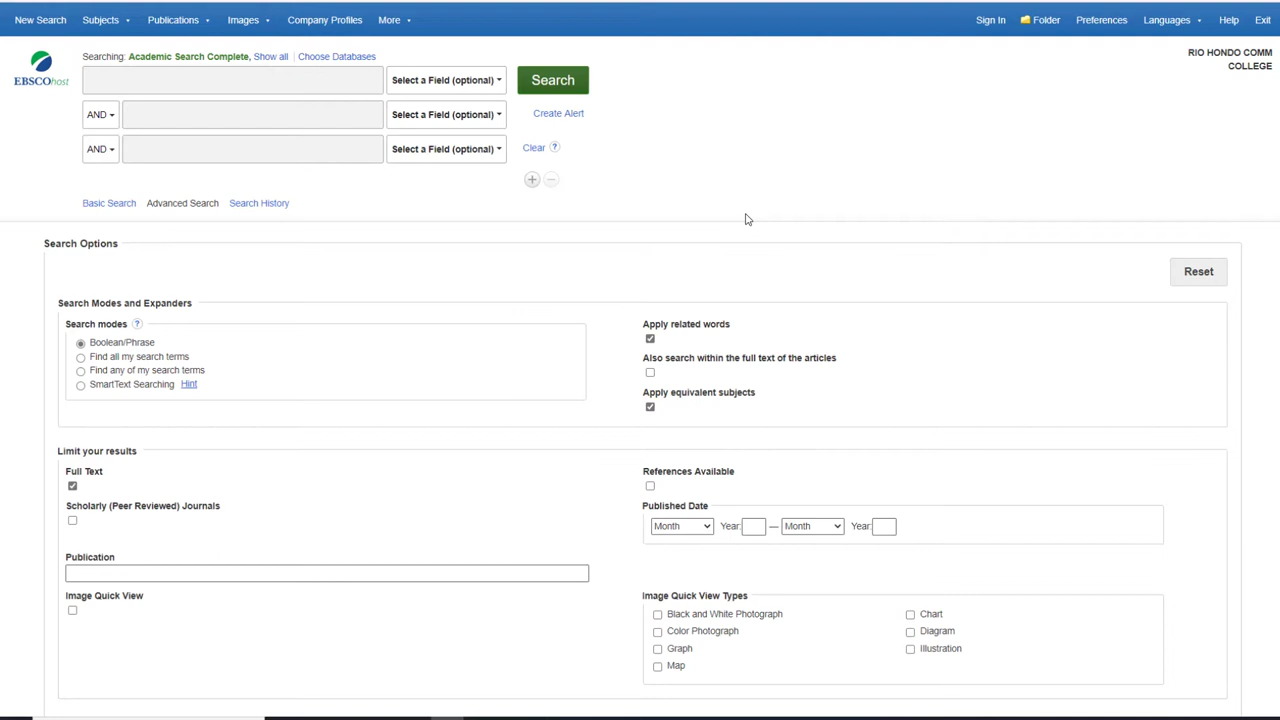 New Search Subjects Publications Images Company Profiles More Sign In Folder Preferences Languages Help Exit
Searching: Academic Search Complete, Show all | Choose Databases
RIO HONDO COMM
COLLEGE
EBSCOhost
Select a Field (optional) Search
AND Select a Field (optional) Create Alert
AND Select a Field (optional) Clear ?
Basic Search Advanced Search Search History
Search Options
Reset
Search Modes and Expanders
Search modes ?
Boolean/Phrase
Find all my search terms
Find any of my search terms
SmartText Searching Hint
Apply related words
Also search within the full text of the articles
Apply equivalent subjects
Limit your results
Full Text
Scholarly (Peer Reviewed) Journals
Publication
Image Quick View
References Available
Published Date
Month Year: — Month Year:
Image Quick View Types
Black and White Photograph Chart
Color Photograph Diagram
Graph Illustration
Map